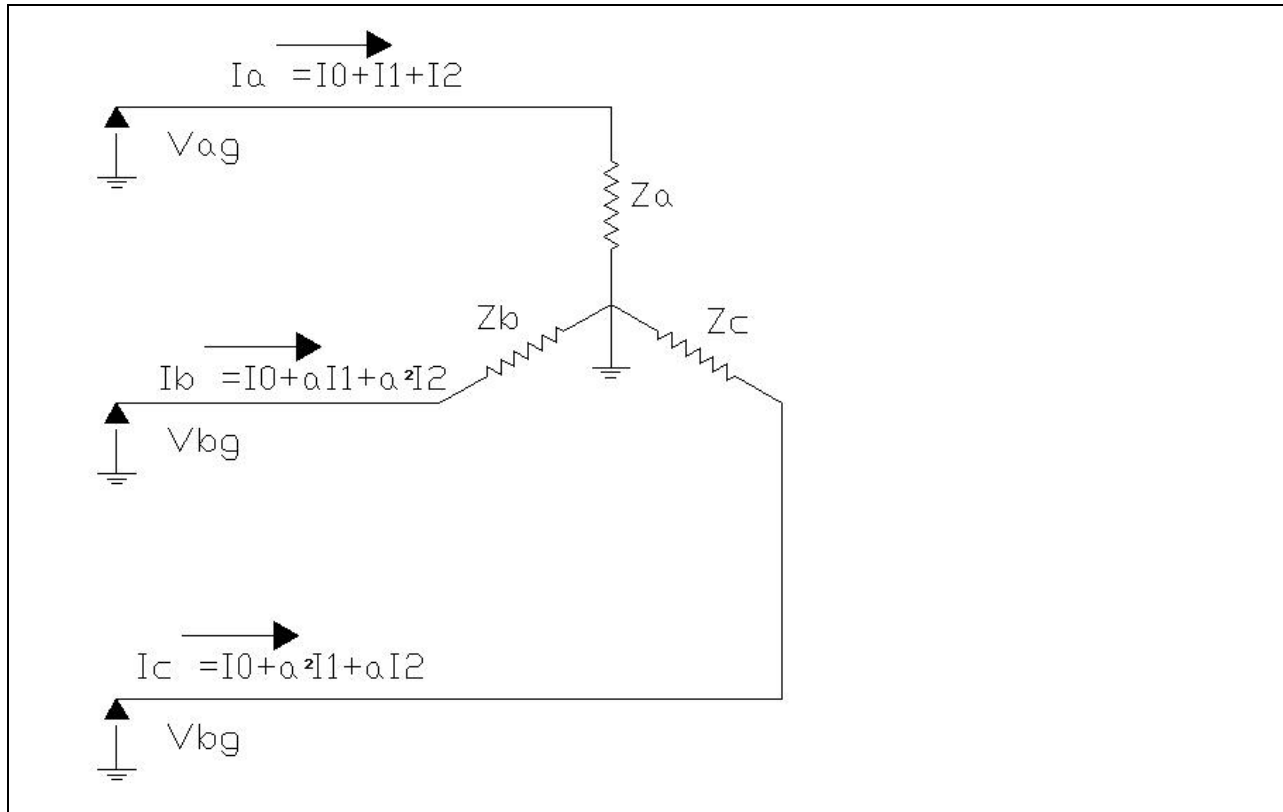 Ia =I0+I1+I2
Vag
Za
Zb
Zc
Ib =I0+aI1+a²I2
Vbg
Ic =I0+a²I1+aI2
Vbg